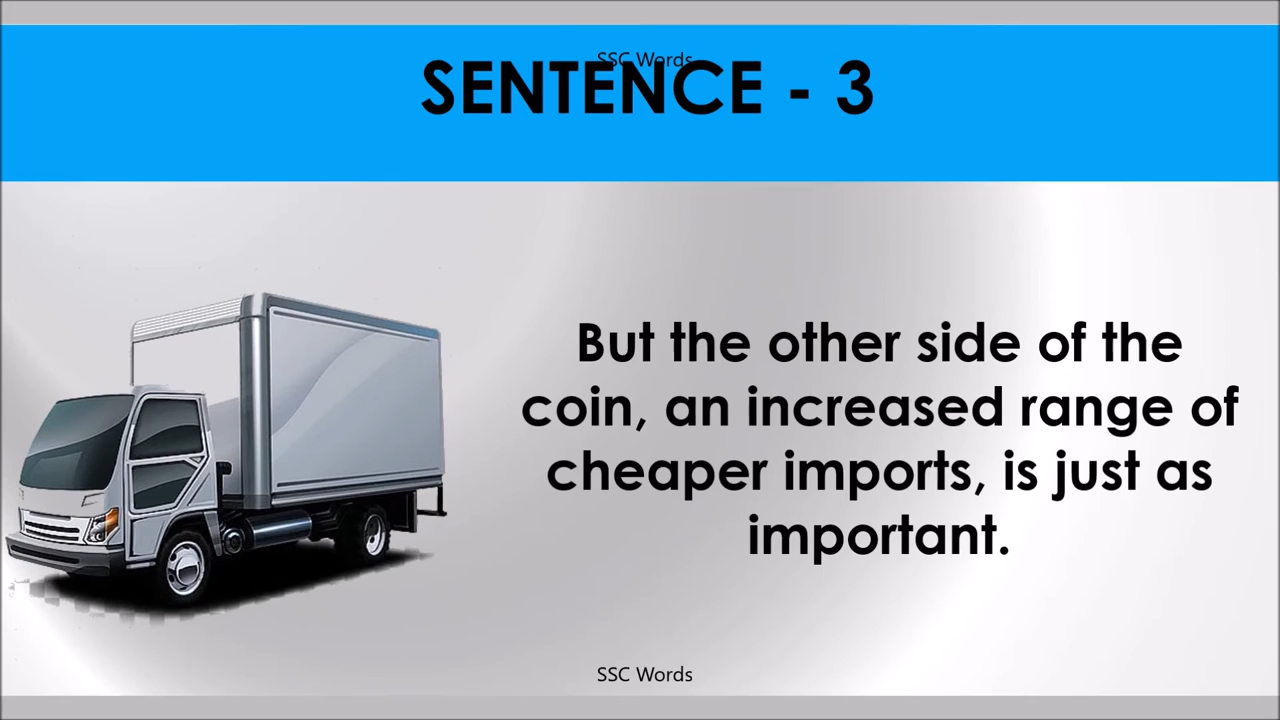 SSC Words
SENTENCE - 3
But the other side of the
coin, an increased range of
cheaper imports, is just as
important.
SSC Words